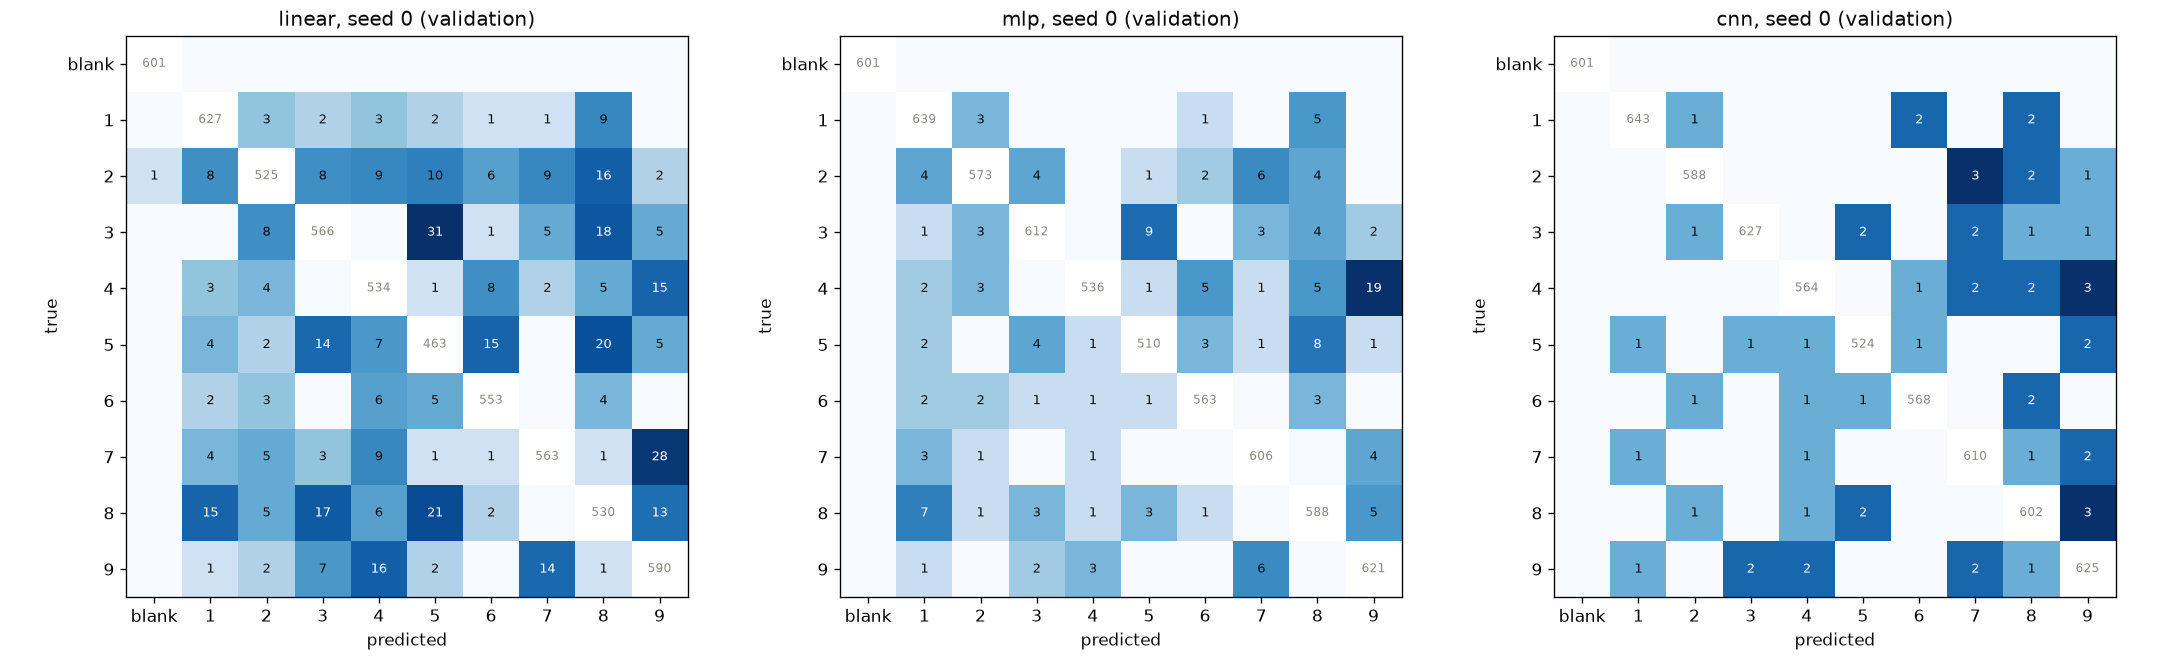 linear, seed 0 (validation)
blank 601
1 627 3 2 3 2 1 1 9
2 1 8 525 8 9 10 6 9 16 2
3 8 566 31 1 5 18 5
4 3 4 534 1 8 2 5 15
5 4 2 14 7 463 15 20 5
6 2 3 6 5 553 4
7 4 5 3 9 1 1 563 1 28
8 15 5 17 6 21 2 530 13
9 1 2 7 16 2 14 1 590
blank 1 2 3 4 5 6 7 8 9
true
predicted
mlp, seed 0 (validation)
601
639 3 1 5
4 573 4 1 2 6 4
1 3 612 9 3 4 2
2 3 536 1 5 1 5 19
2 4 1 510 3 1 8 1
2 2 1 1 1 563 3
3 1 1 606 4
7 1 3 1 3 1 588 5
1 2 3 6 621
blank 1 2 3 4 5 6 7 8 9
true
predicted
cnn, seed 0 (validation)
blank 601
1 643 1 2 2
2 588 3 2 1
3 1 627 2 2 1 1
4 564 1 2 2 3
5 1 1 1 524 1 2
6 1 1 1 568 2
7 1 1 610 1 2
8 1 1 2 602 3
9 1 2 2 2 1 625
blank 1 2 3 4 5 6 7 8 9
true
predicted